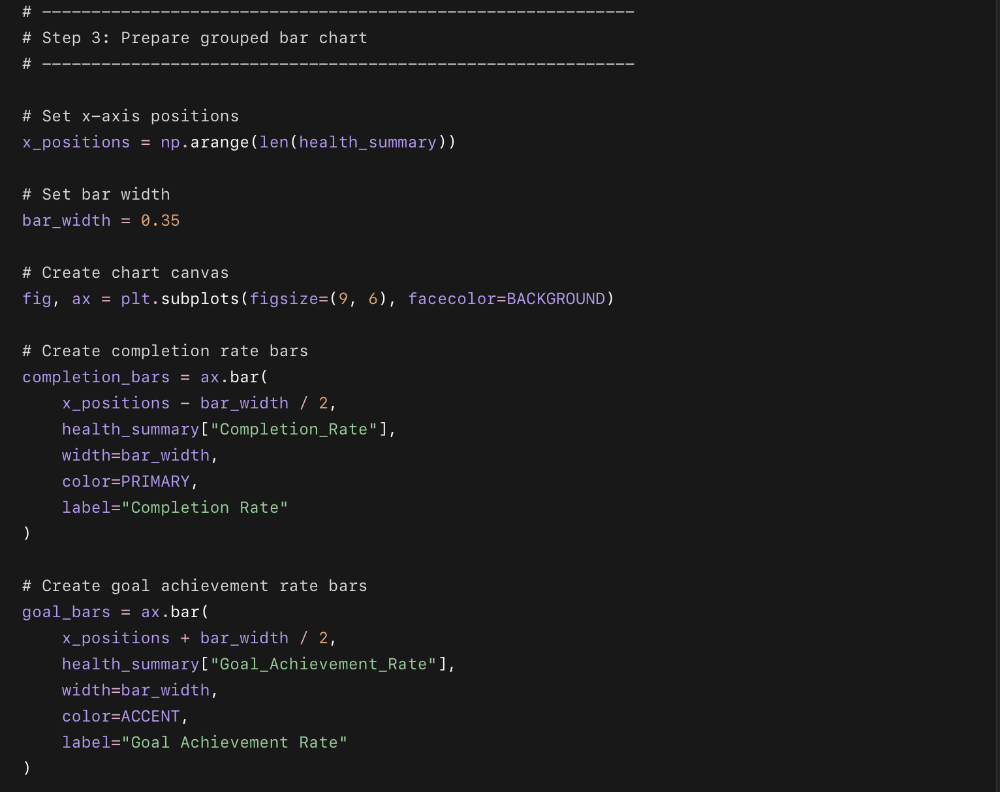 # ————————————————————————————————————————————————————————————
# Step 3: Prepare grouped bar chart
# ————————————————————————————————————————————————————————————

# Set x-axis positions
x_positions = np.arange(len(health_summary))

# Set bar width
bar_width = 0.35

# Create chart canvas
fig, ax = plt.subplots(figsize=(9, 6), facecolor=BACKGROUND)

# Create completion rate bars
completion_bars = ax.bar(
    x_positions - bar_width / 2,
    health_summary["Completion_Rate"],
    width=bar_width,
    color=PRIMARY,
    label="Completion Rate"
)

# Create goal achievement rate bars
goal_bars = ax.bar(
    x_positions + bar_width / 2,
    health_summary["Goal_Achievement_Rate"],
    width=bar_width,
    color=ACCENT,
    label="Goal Achievement Rate"
)